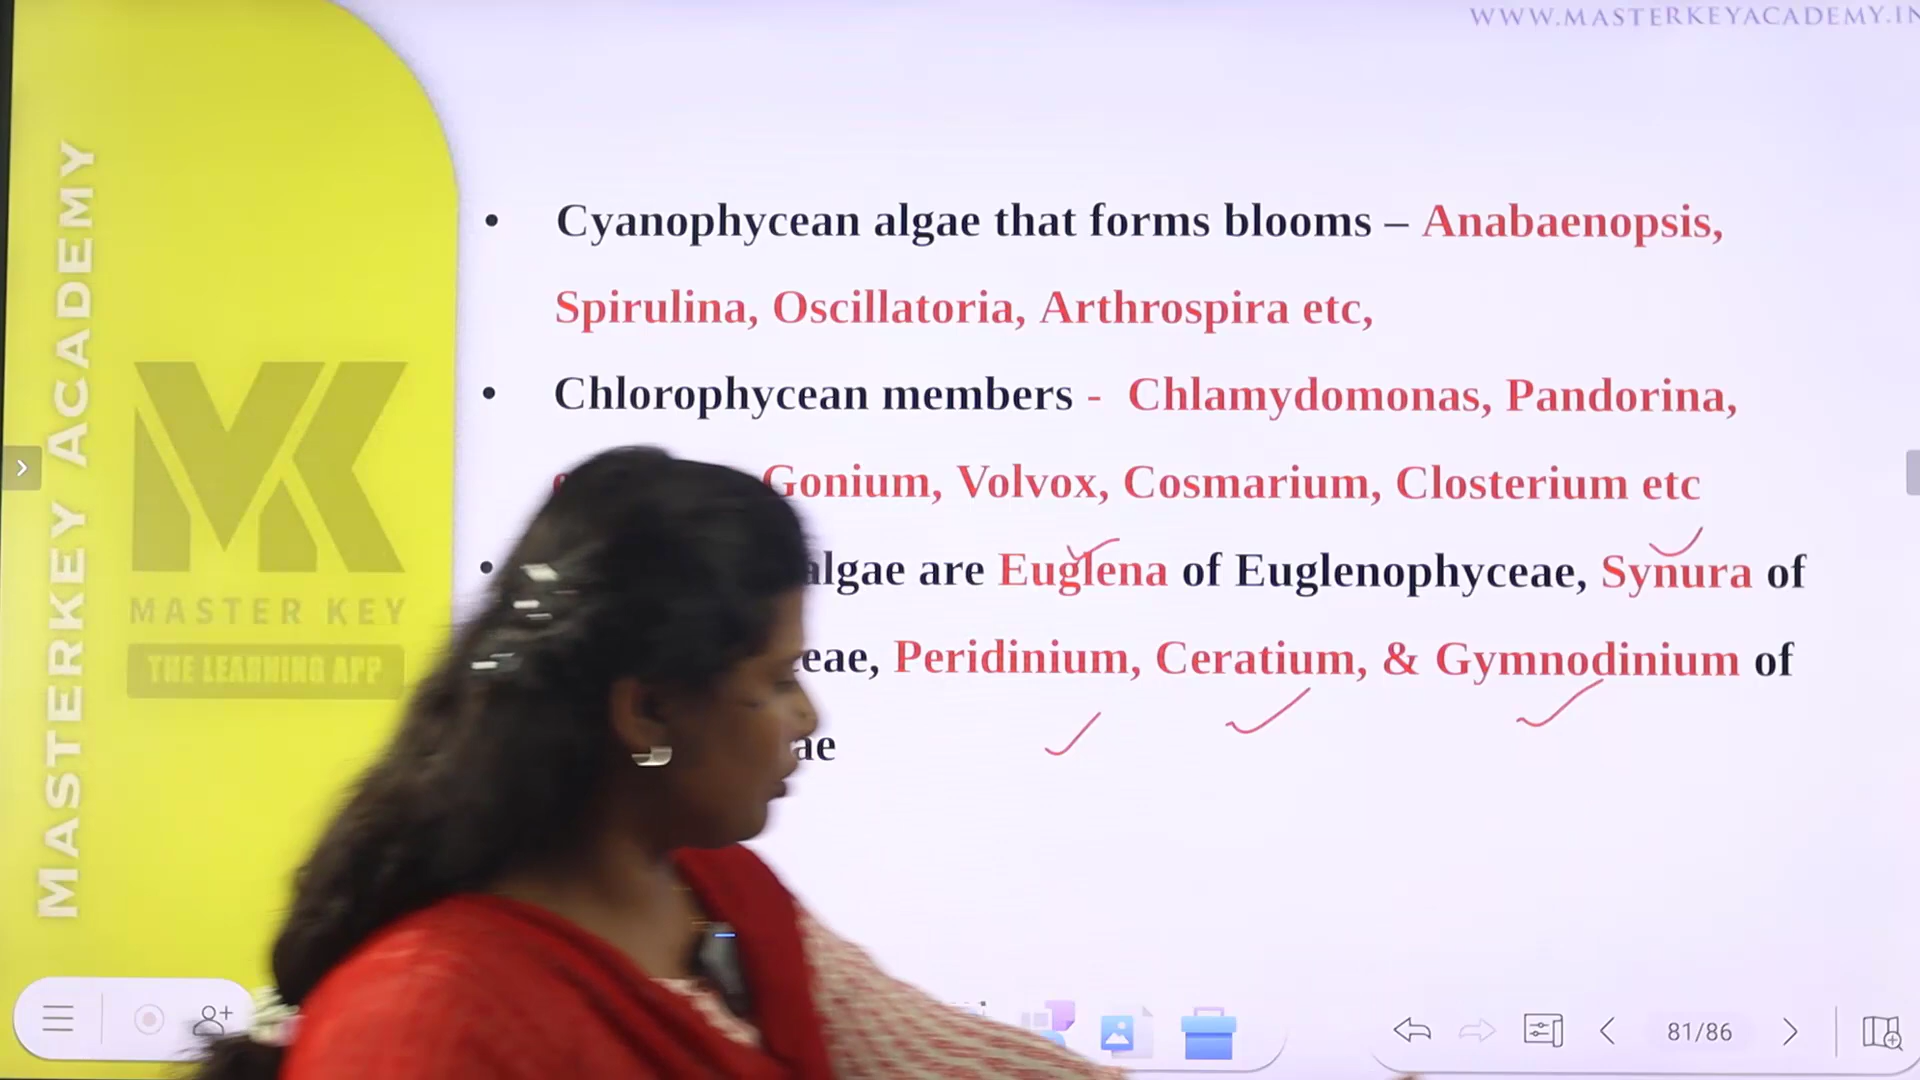 WWW.MASTERKEYACADEMY.IN
MASTERKEY ACADEMY
MASTER KEY
THE LEARNING APP
• Cyanophycean algae that forms blooms – Anabaenopsis,
Spirulina, Oscillatoria, Arthrospira etc,
• Chlorophycean members - Chlamydomonas, Pandorina,
Gonium, Volvox, Cosmarium, Closterium etc
• algae are Euglena of Euglenophyceae, Synura of
eae, Peridinium, Ceratium, & Gymnodinium of
ae
81/86